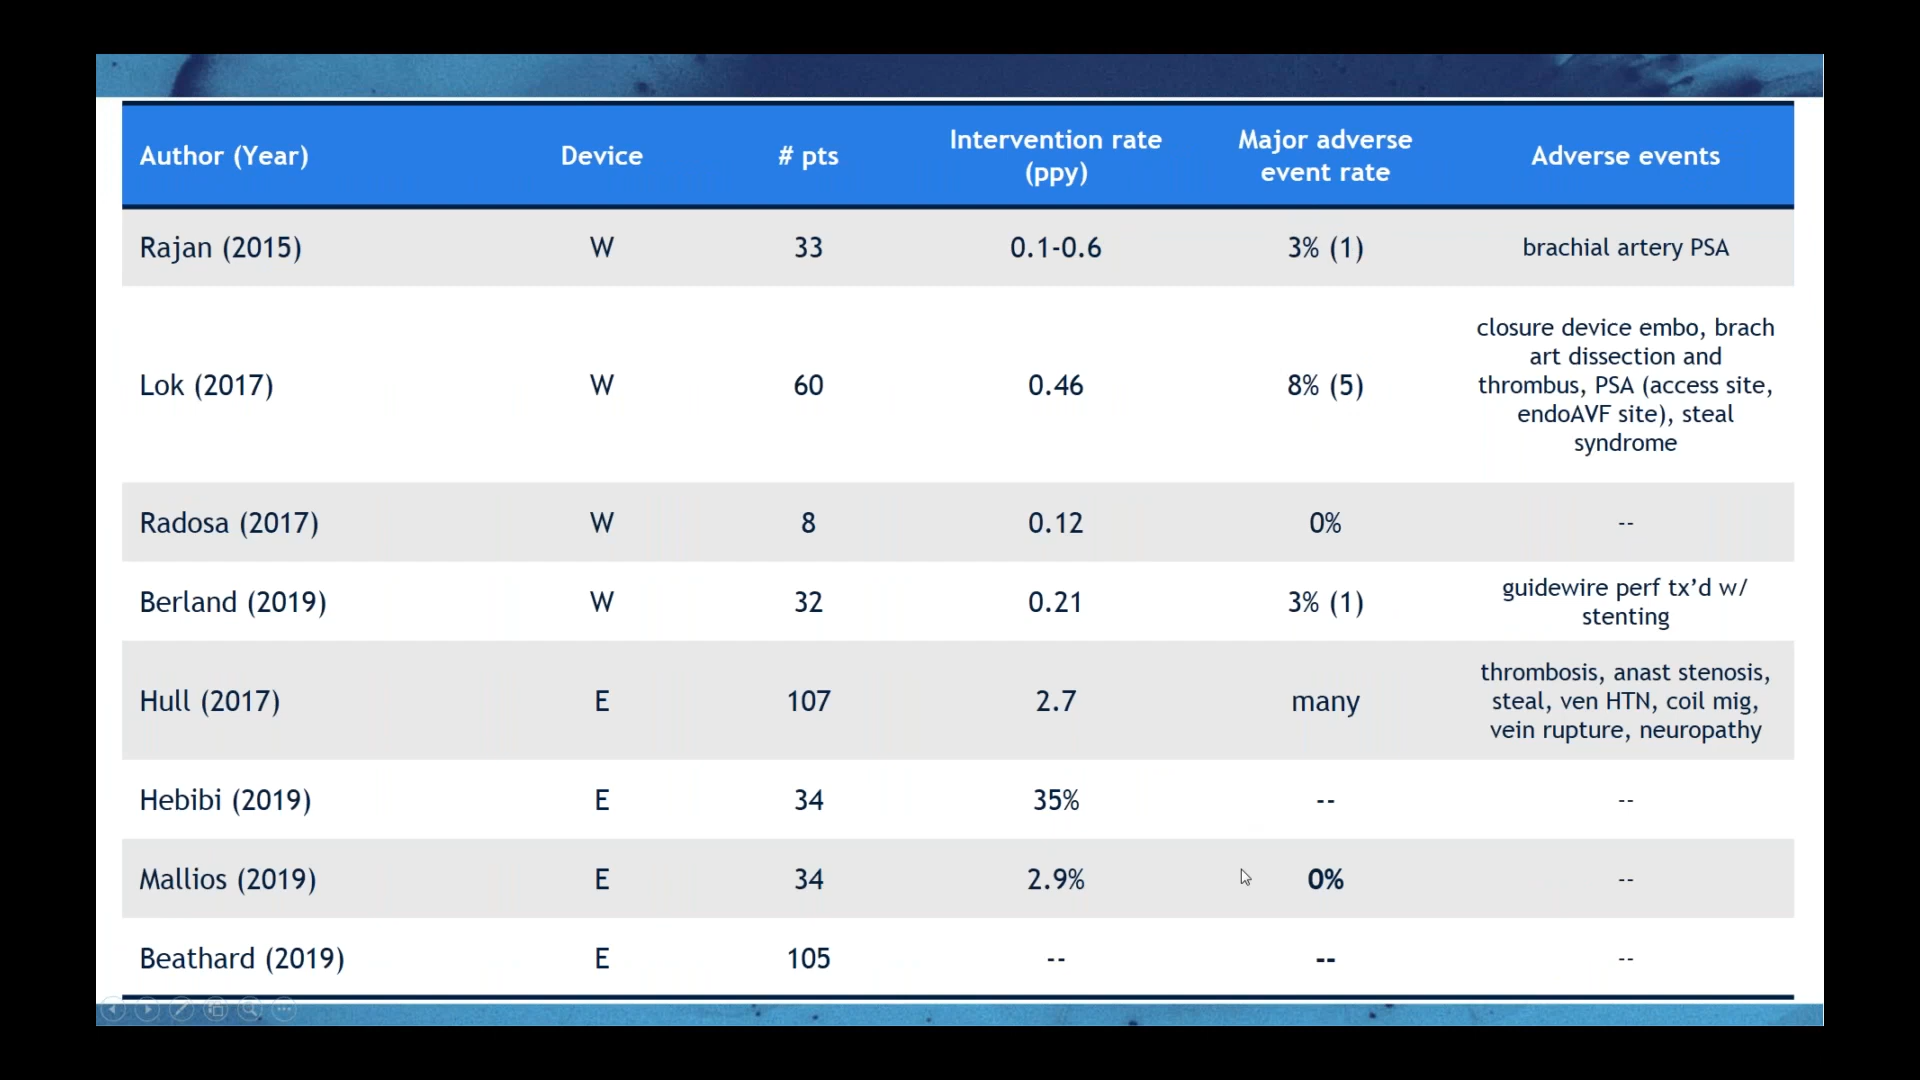 Author (Year) Device # pts Intervention rate (ppy) Major adverse event rate Adverse events
Rajan (2015) W 33 0.1-0.6 3% (1) brachial artery PSA
Lok (2017) W 60 0.46 8% (5) closure device embo, brach art dissection and thrombus, PSA (access site, endoAVF site), steal syndrome
Radosa (2017) W 8 0.12 0% --
Berland (2019) W 32 0.21 3% (1) guidewire perf tx’d w/ stenting
Hull (2017) E 107 2.7 many thrombosis, anast stenosis, steal, ven HTN, coil mig, vein rupture, neuropathy
Hebibi (2019) E 34 35% -- --
Mallios (2019) E 34 2.9% 0% --
Beathard (2019) E 105 -- -- --